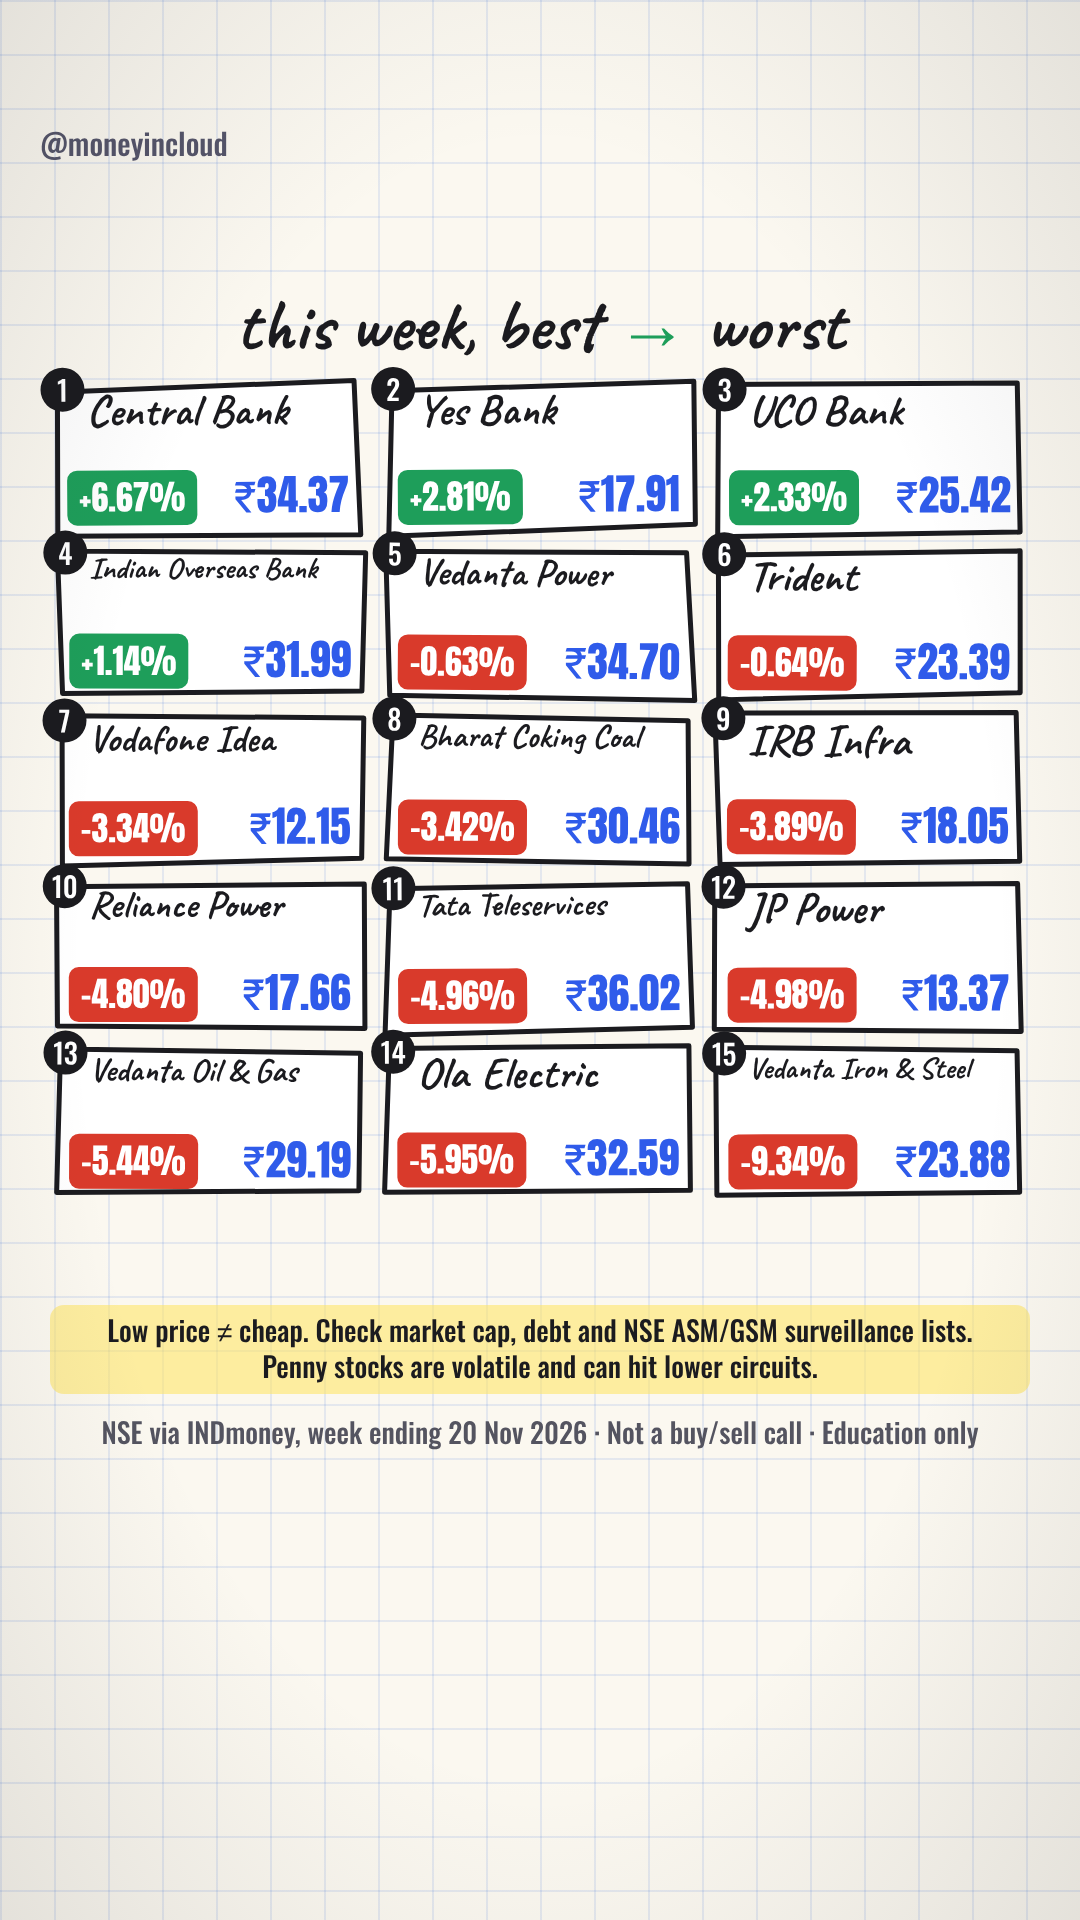 @moneyincloud
this week, best → worst
1
Central Bank
+6.67% ₹34.37
2
Yes Bank
+2.81% ₹17.91
3
UCO Bank
+2.33% ₹25.42
4
Indian Overseas Bank
+1.14% ₹31.99
5
Vedanta Power
-0.63% ₹34.70
6
Trident
-0.64% ₹23.39
7
Vodafone Idea
-3.34% ₹12.15
8
Bharat Coking Coal
-3.42% ₹30.46
9
IRB Infra
-3.89% ₹18.05
10
Reliance Power
-4.80% ₹17.66
11
Tata Teleservices
-4.96% ₹36.02
12
JP Power
-4.98% ₹13.37
13
Vedanta Oil & Gas
-5.44% ₹29.19
14
Ola Electric
-5.95% ₹32.59
15
Vedanta Iron & Steel
-9.34% ₹23.88
Low price ≠ cheap. Check market cap, debt and NSE ASM/GSM surveillance lists.
Penny stocks are volatile and can hit lower circuits.
NSE via INDmoney, week ending 20 Nov 2026 · Not a buy/sell call · Education only